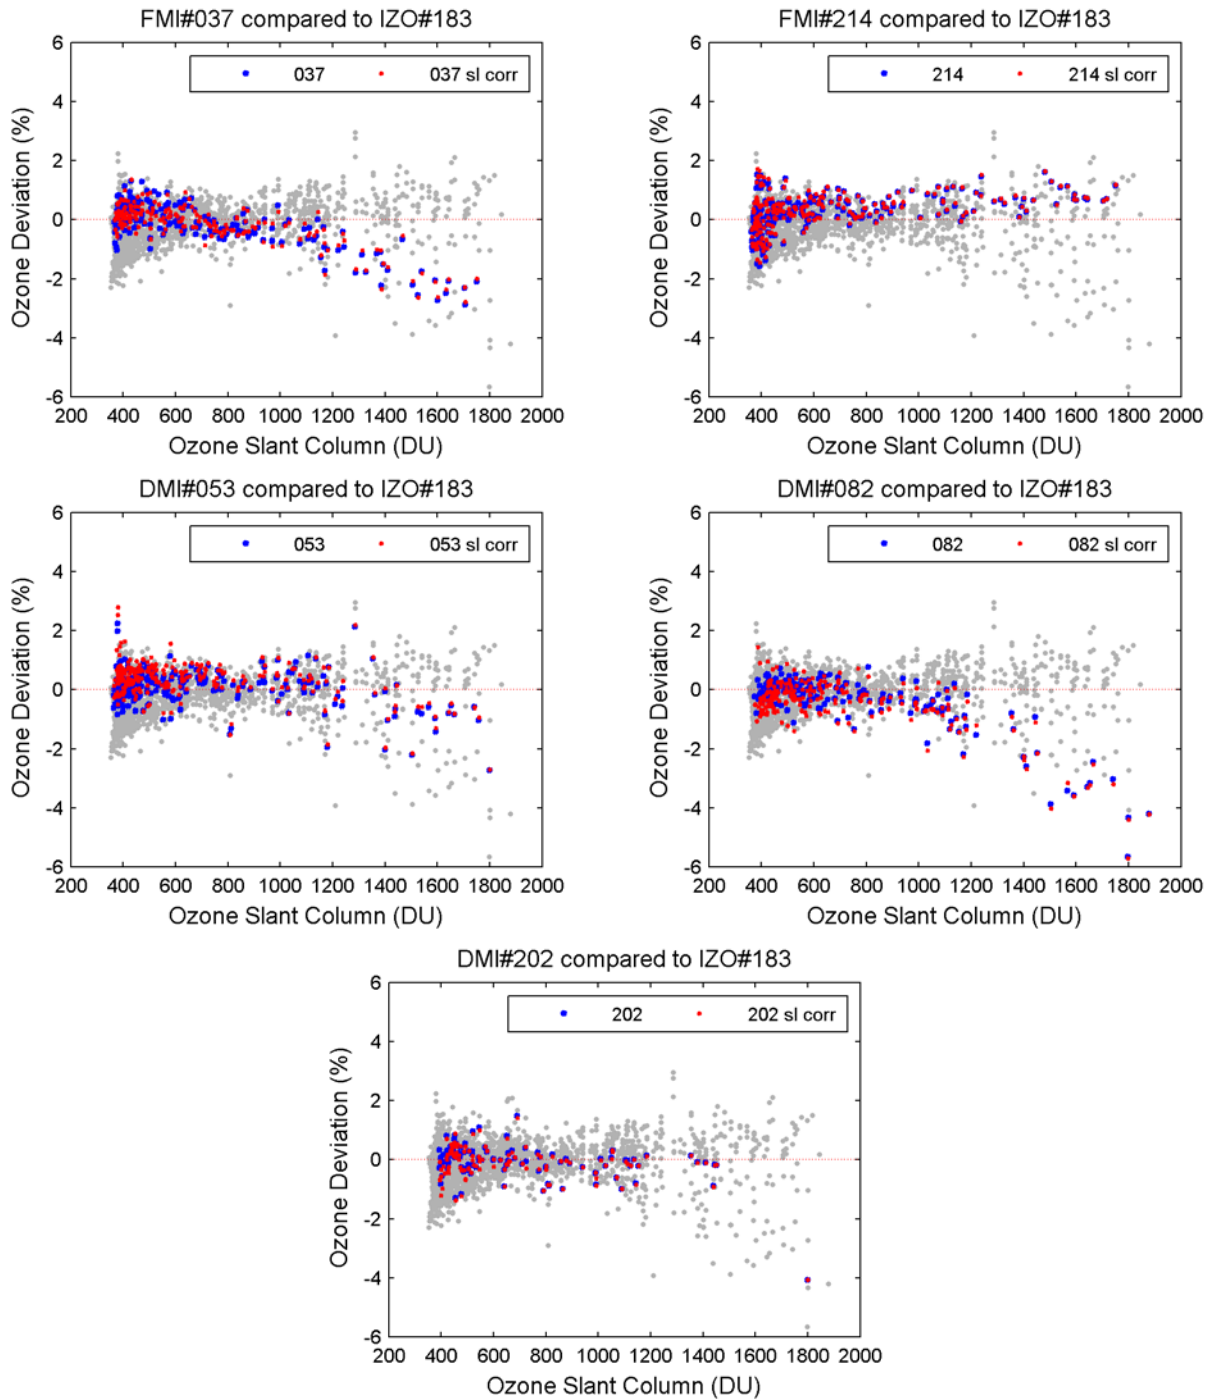 FMI#037 compared to IZO#183
6
037
037 sl corr
4
2
0
-2
-4
-6
Ozone Deviation (%)
200 400 600 800 1000 1200 1400 1600 1800 2000
Ozone Slant Column (DU)
FMI#214 compared to IZO#183
6
214
214 sl corr
4
2
0
-2
-4
-6
Ozone Deviation (%)
200 400 600 800 1000 1200 1400 1600 1800 2000
Ozone Slant Column (DU)
DMI#053 compared to IZO#183
6
053
053 sl corr
4
2
0
-2
-4
-6
Ozone Deviation (%)
200 400 600 800 1000 1200 1400 1600 1800 2000
Ozone Slant Column (DU)
DMI#082 compared to IZO#183
6
082
082 sl corr
4
2
0
-2
-4
-6
Ozone Deviation (%)
200 400 600 800 1000 1200 1400 1600 1800 2000
Ozone Slant Column (DU)
DMI#202 compared to IZO#183
6
202
202 sl corr
4
2
0
-2
-4
-6
Ozone Deviation (%)
200 400 600 800 1000 1200 1400 1600 1800 2000
Ozone Slant Column (DU)